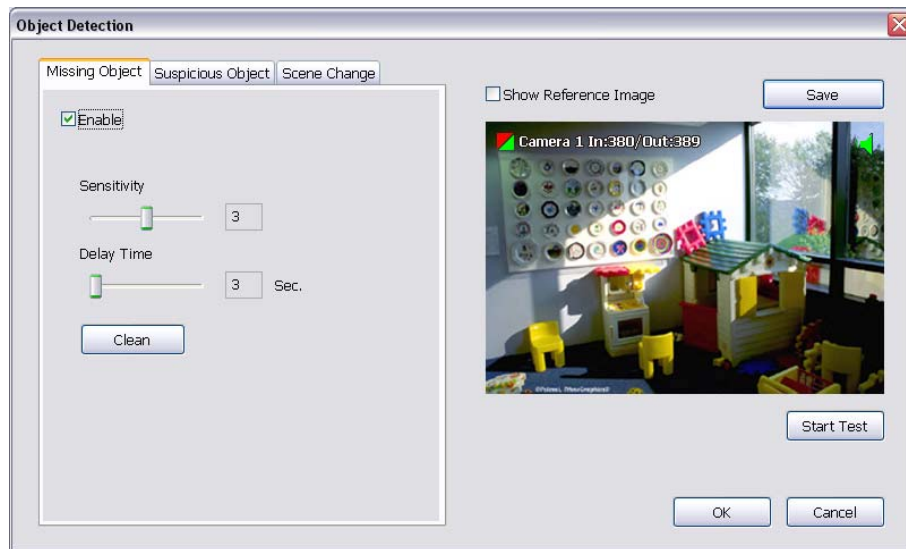 Object Detection
Missing Object
Suspicious Object
Scene Change
Enable
Sensitivity
3
Delay Time
3 Sec.
Clean
Show Reference Image
Save
Camera 1 In:380/Out:389
Start Test
OK
Cancel